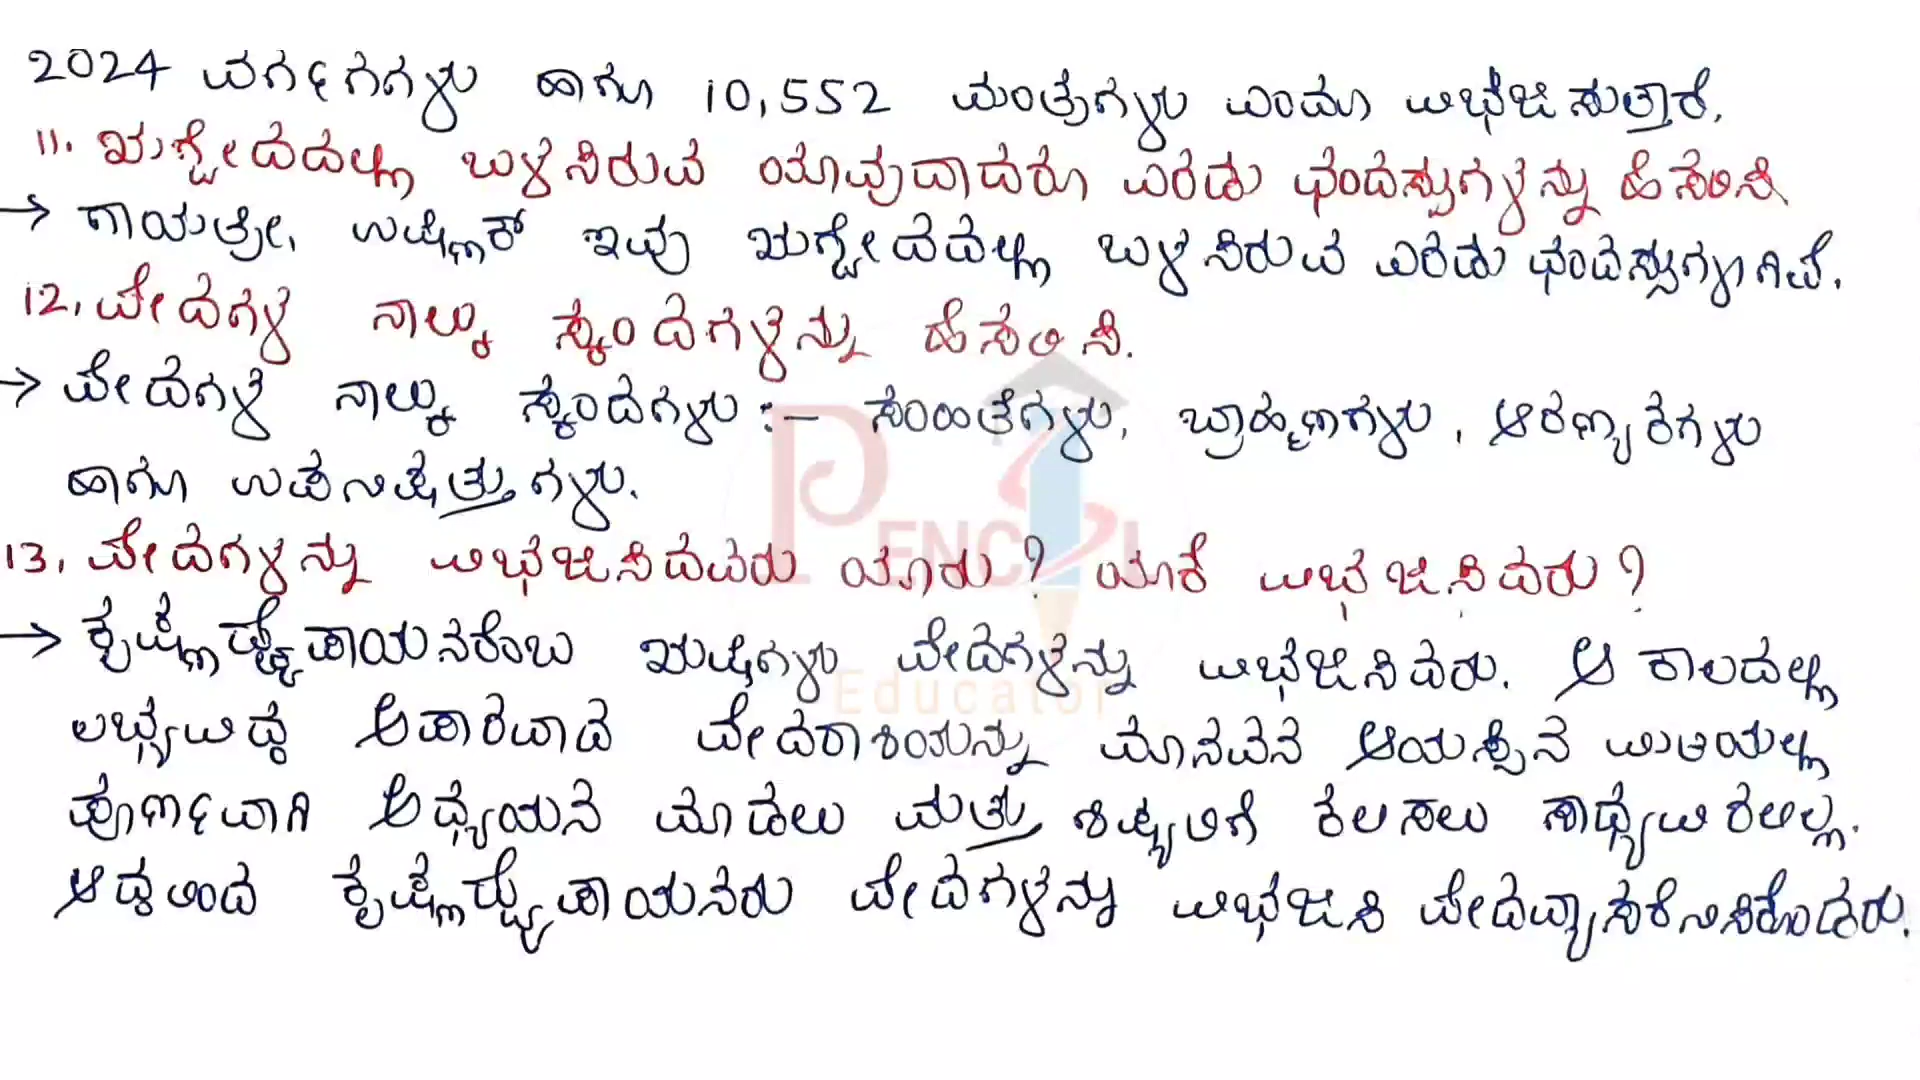 2024 ವರ್ಗಗಳು ಹಾಗೂ 10,552 ಮಂತ್ರಗಳು ಎಂದೂ ವಿಭಜಿಸುತ್ತಾರೆ.
11. ಋಗ್ವೇದದಲ್ಲಿ ಬಳಸಿರುವ ಯಾವುದಾದರೂ ಎರಡು ಛಂದಸ್ಸುಗಳನ್ನು ಹೆಸರಿಸಿ
→ ಗಾಯತ್ರೀ, ಉಷ್ಣಿಕ್ ಇವು ಋಗ್ವೇದದಲ್ಲಿ ಬಳಸಿರುವ ಎರಡು ಛಂದಸ್ಸುಗಳಾಗಿವೆ.
12. ವೇದಗಳ ನಾಲ್ಕು ಸ್ಕಂದಗಳನ್ನು ಹೆಸರಿಸಿ.
→ ವೇದಗಳ ನಾಲ್ಕು ಸ್ಕಂದಗಳು :- ಸಂಹಿತೆಗಳು, ಬ್ರಾಹ್ಮಣಗಳು, ಆರಣ್ಯಕಗಳು
ಹಾಗೂ ಉಪನಿಷತ್ತುಗಳು.
13. ವೇದಗಳನ್ನು ವಿಭಜಿಸಿದವರು ಯಾರು? ಯಾಕೆ ವಿಭಜಿಸಿದರು?
→ ಕೃಷ್ಣದ್ವೈಪಾಯನರೆಂಬ ಋಷಿಗಳು ವೇದಗಳನ್ನು ವಿಭಜಿಸಿದರು. ಆ ಕಾಲದಲ್ಲಿ
ಲಭ್ಯವಿದ್ದ ಅಪಾರವಾದ ವೇದರಾಶಿಯನ್ನು ಮಾನವನ ಆಯಸ್ಸಿನ ಮಿತಿಯಲ್ಲಿ
ಪೂರ್ಣವಾಗಿ ಅಧ್ಯಯನ ಮಾಡಲು ಮತ್ತು ಶಿಷ್ಯರಿಗೆ ಕಲಿಸಲು ಸಾಧ್ಯವಿರಲಿಲ್ಲ.
ಆದ್ದರಿಂದ ಕೃಷ್ಣದ್ವೈಪಾಯನರು ವೇದಗಳನ್ನು ವಿಭಜಿಸಿ ವೇದವ್ಯಾಸರೆನಿಸಿಕೊಂಡರು.
PENCIL
Educator